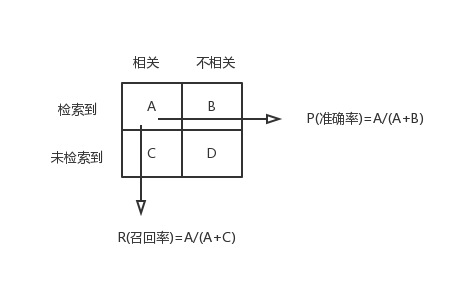 相关 不相关
检索到 A B P(准确率)=A/(A+B)
未检索到 C D
R(召回率)=A/(A+C)